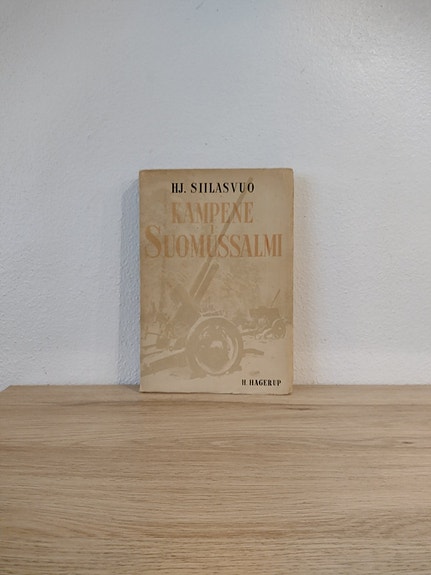 HJ. SIILASVUO
KAMPENE
I
SUOMUSSALMI
H. HAGERUP